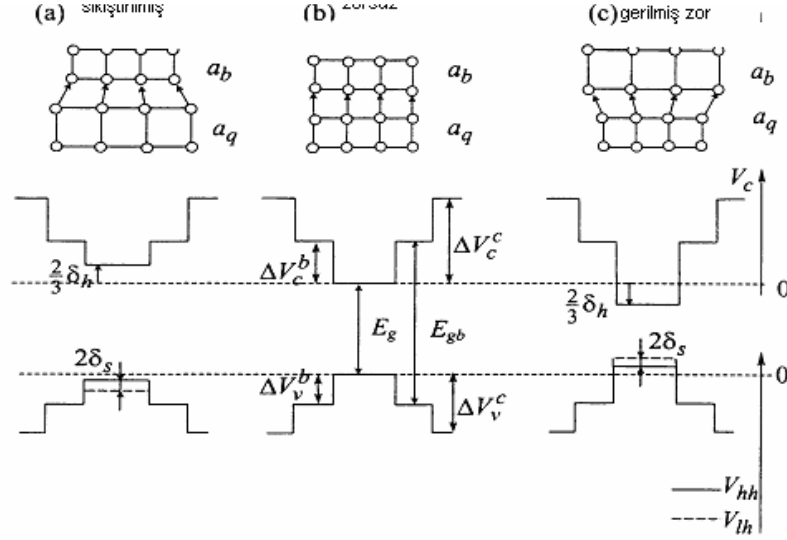 (a) sıkıştırılmış (b) zorsuz (c) gerilmiş zor
a_b a_b a_b
a_q a_q a_q
V_c
ΔV_c^b ΔV_c^c
2/3 δ_h 0
2/3 δ_h
E_g E_gb
2δ_s 2δ_s
ΔV_v^b 0
ΔV_v^c
V_hh
V_lh